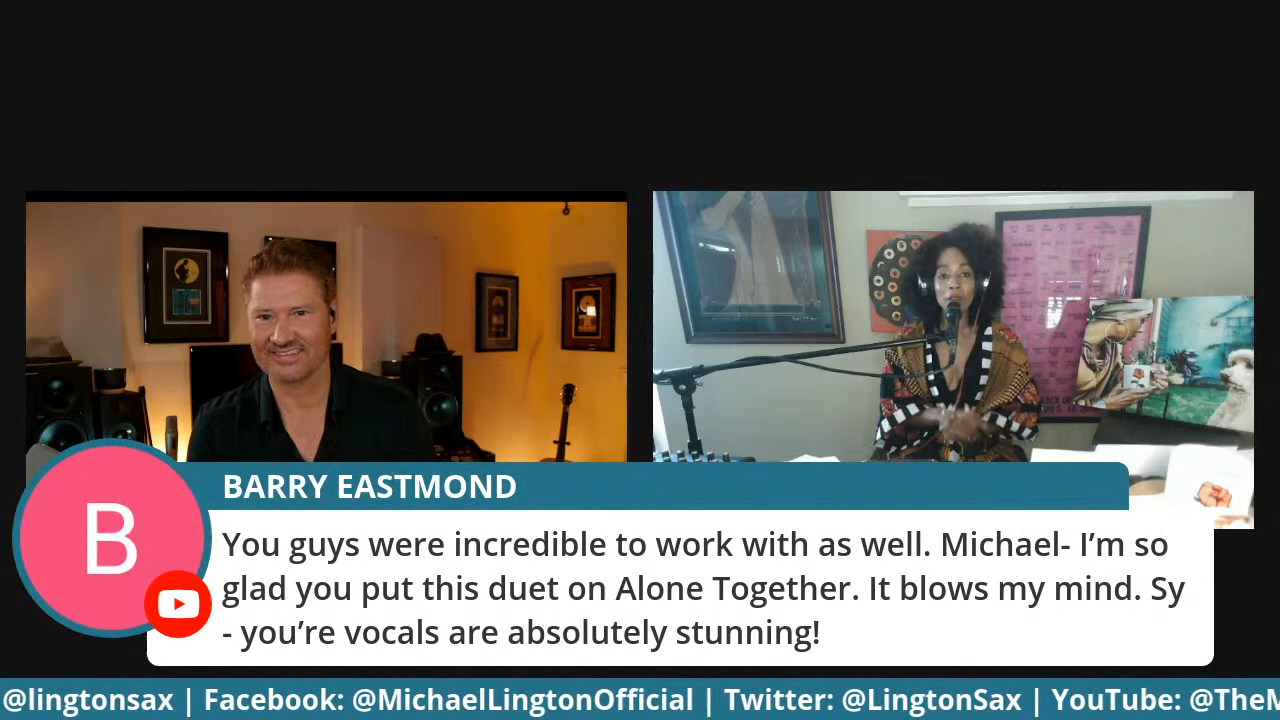 BARRY EASTMOND
B
You guys were incredible to work with as well. Michael- I’m so
glad you put this duet on Alone Together. It blows my mind. Sy
- you’re vocals are absolutely stunning!
@lingtonsax | Facebook: @MichaelLingtonOfficial | Twitter: @LingtonSax | YouTube: @TheM